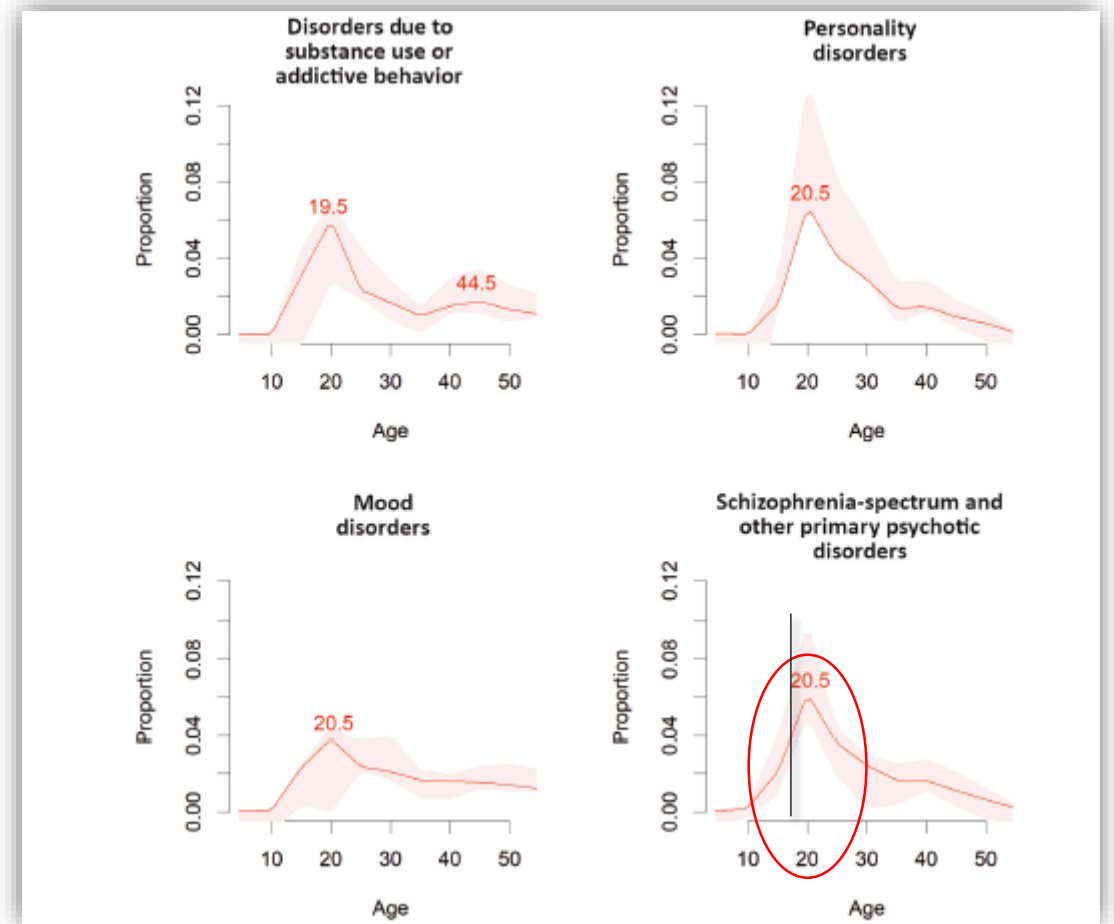 Disorders due to
substance use or
addictive behavior
Proportion
0.00 0.04 0.08 0.12
19.5
44.5
10 20 30 40 50
Age
Personality
disorders
Proportion
0.00 0.04 0.08 0.12
20.5
10 20 30 40 50
Age
Mood
disorders
Proportion
0.00 0.04 0.08 0.12
20.5
10 20 30 40 50
Age
Schizophrenia-spectrum and
other primary psychotic
disorders
Proportion
0.00 0.04 0.08 0.12
20.5
10 20 30 40 50
Age